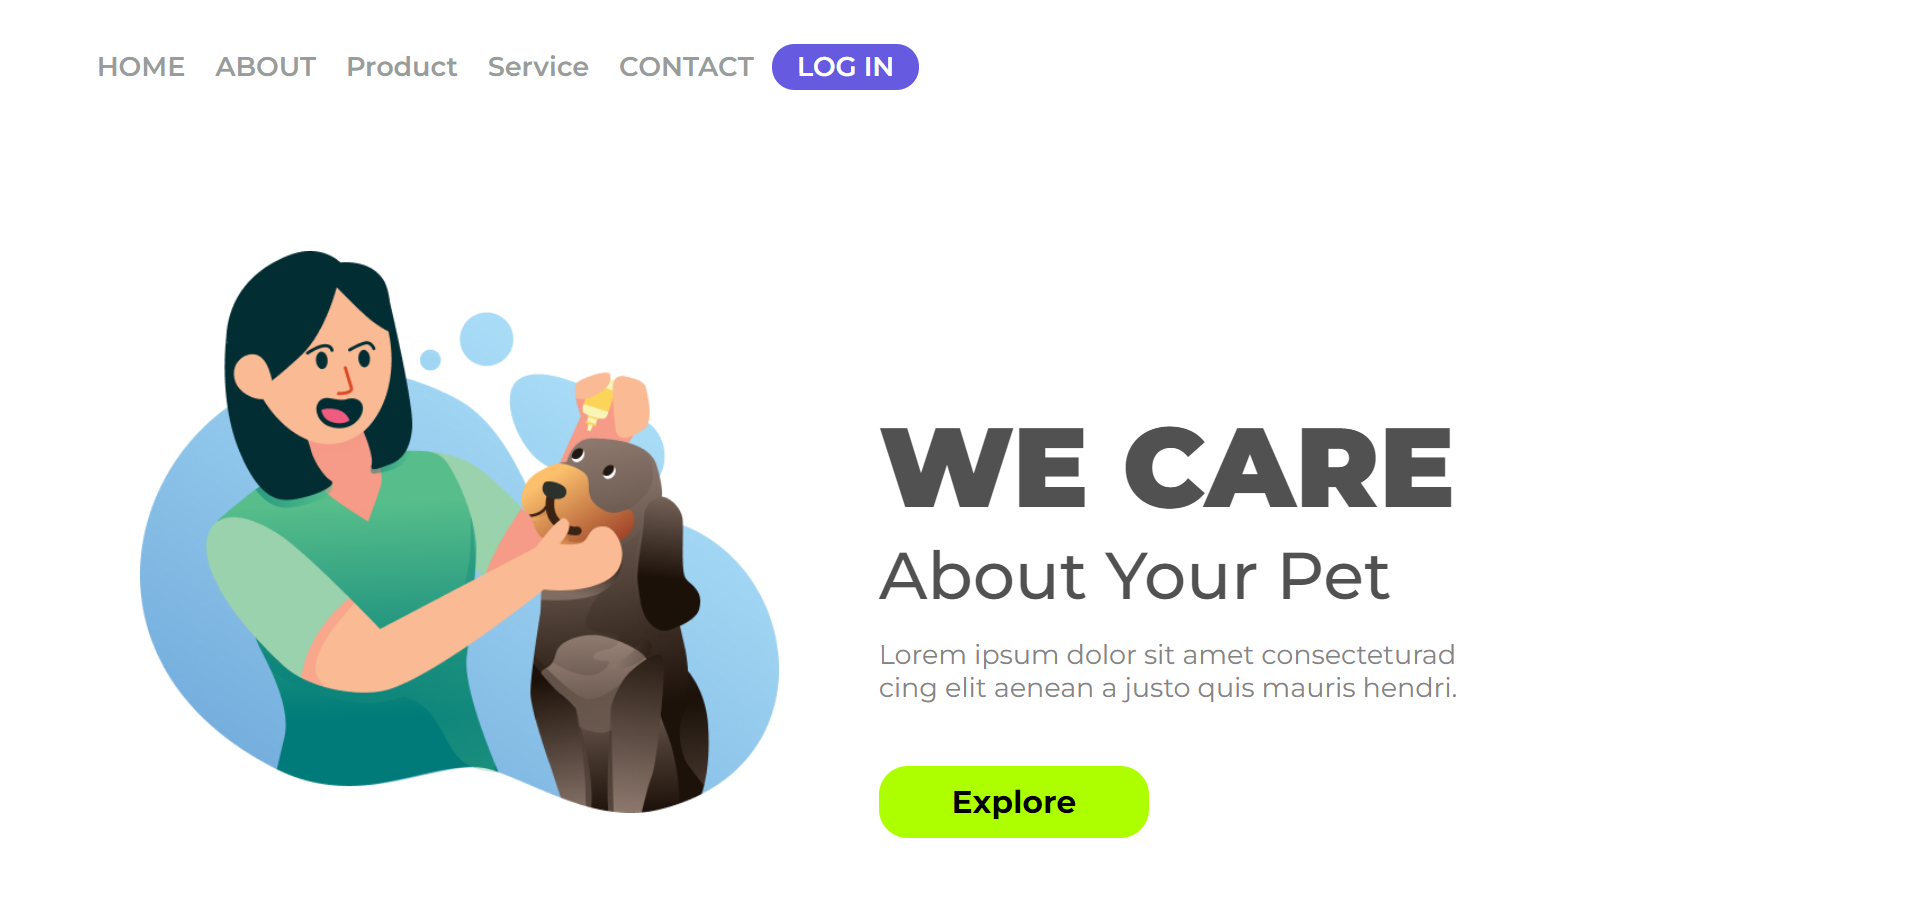 HOME ABOUT Product Service CONTACT LOG IN
WE CARE
About Your Pet
Lorem ipsum dolor sit amet consecteturad
cing elit aenean a justo quis mauris hendri.
Explore